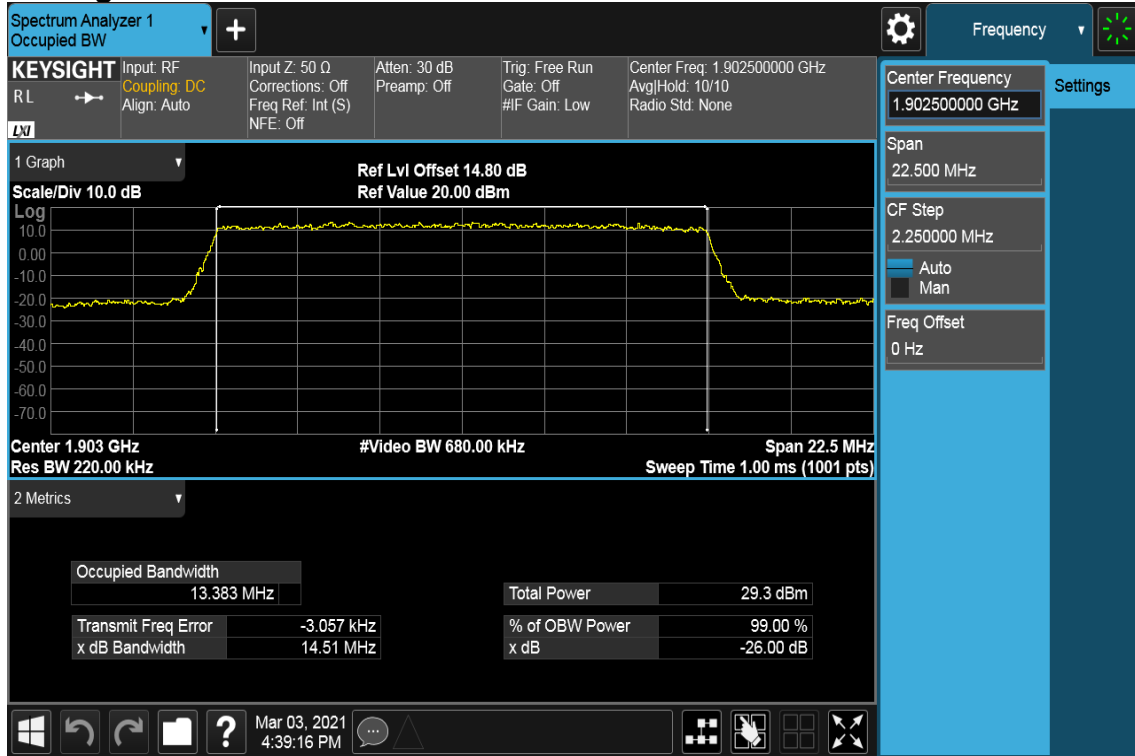 Spectrum Analyzer 1
Occupied BW
Frequency
KEYSIGHT
RL
LXI
Input: RF
Coupling: DC
Align: Auto
Input Z: 50 Ω
Corrections: Off
Freq Ref: Int (S)
NFE: Off
Atten: 30 dB
Preamp: Off
Trig: Free Run
Gate: Off
#IF Gain: Low
Center Freq: 1.902500000 GHz
Avg|Hold: 10/10
Radio Std: None
Center Frequency
1.902500000 GHz
Settings
Span
22.500 MHz
CF Step
2.250000 MHz
Auto
Man
Freq Offset
0 Hz
1 Graph
Scale/Div 10.0 dB
Ref Lvl Offset 14.80 dB
Ref Value 20.00 dBm
Log
10.0
0.00
-10.0
-20.0
-30.0
-40.0
-50.0
-60.0
-70.0
Center 1.903 GHz
#Video BW 680.00 kHz
Span 22.5 MHz
Res BW 220.00 kHz
Sweep Time 1.00 ms (1001 pts)
2 Metrics
Occupied Bandwidth
13.383 MHz
Total Power 29.3 dBm
Transmit Freq Error -3.057 kHz
% of OBW Power 99.00 %
x dB Bandwidth 14.51 MHz
x dB -26.00 dB
Mar 03, 2021
4:39:16 PM